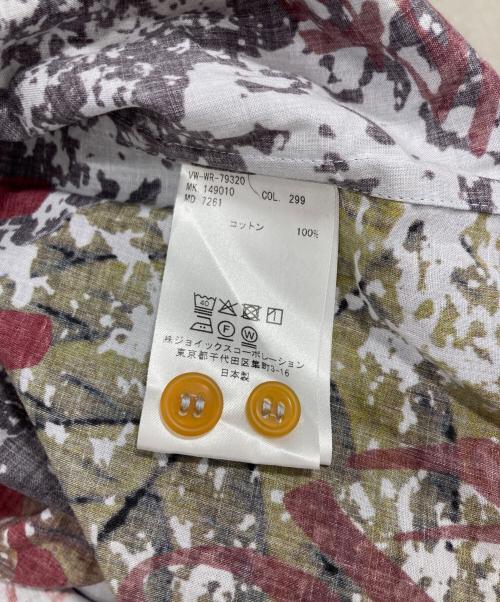 VW-WR-79320
MK 149010 COL. 299
MD 7261
コットン 100%
40
F W
株ジョイックスコーポレーション
東京都千代田区
3-16
日本製